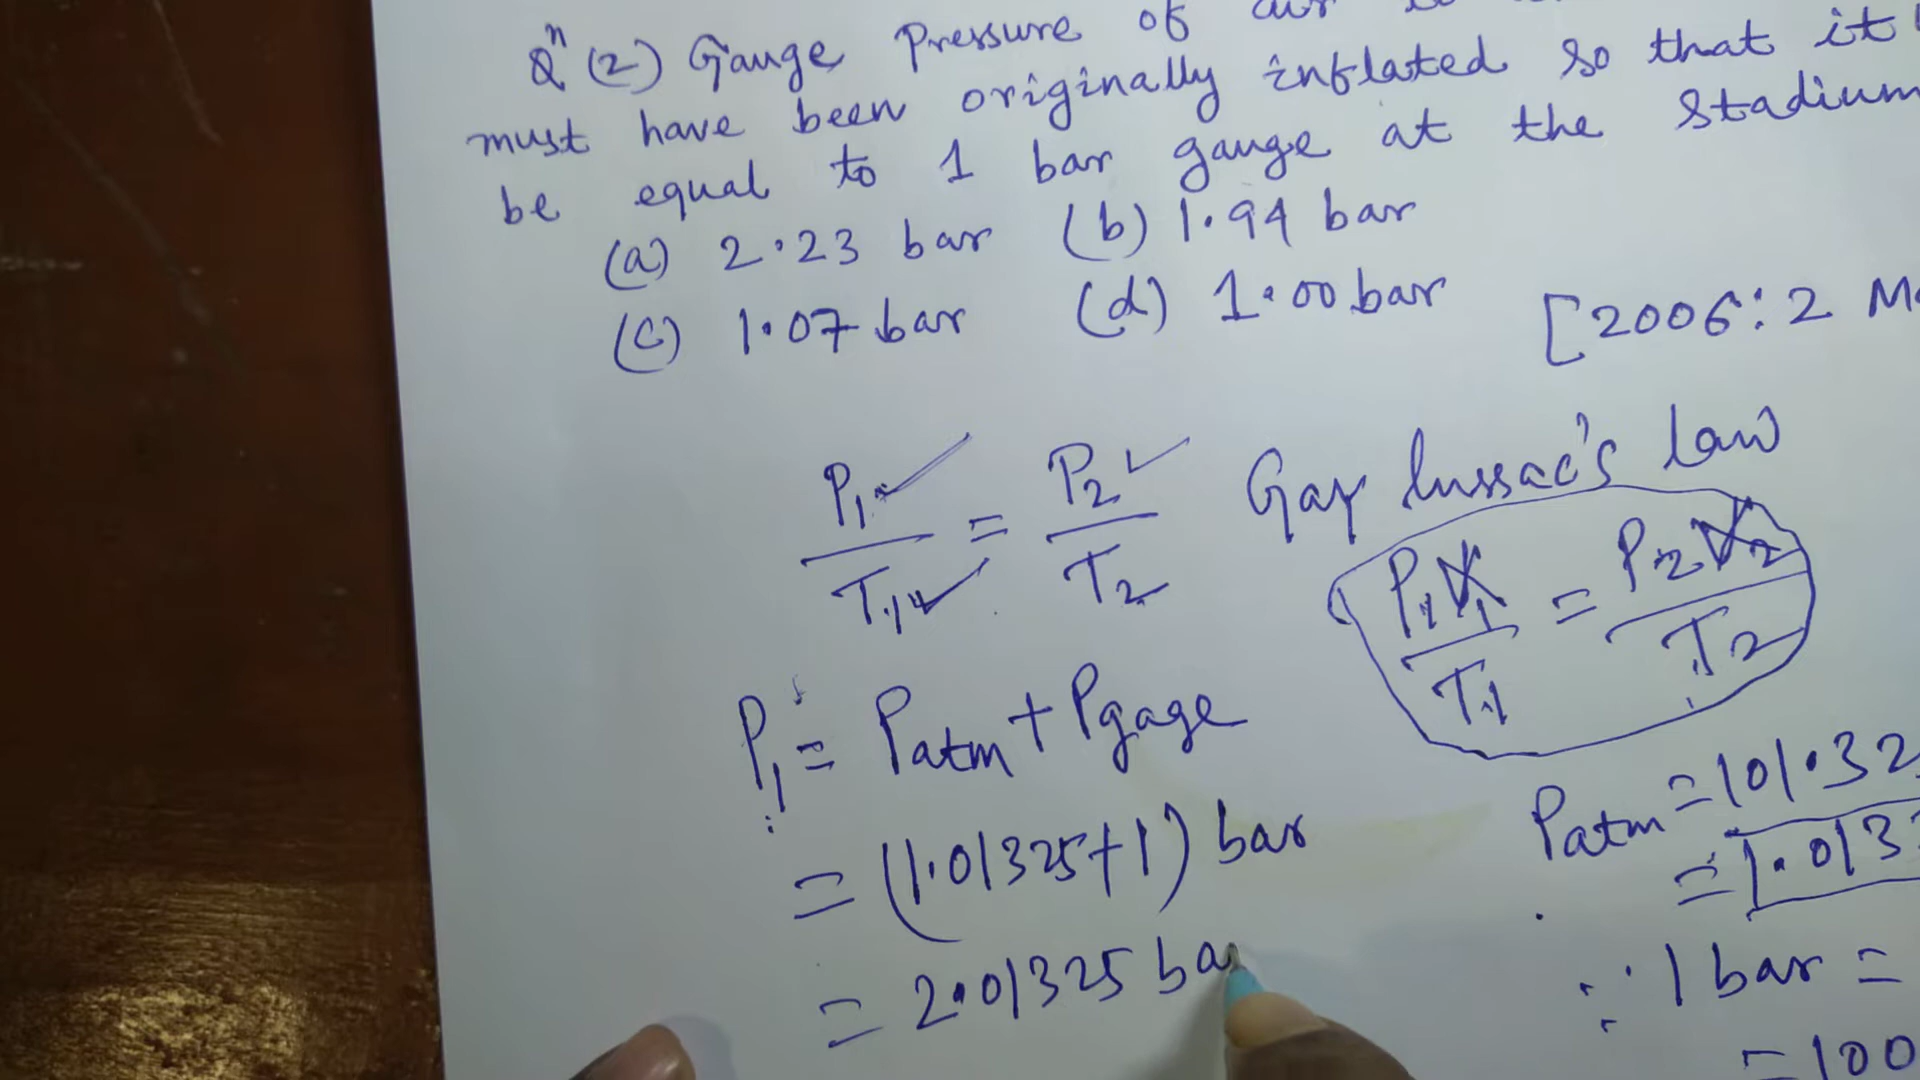 Qⁿ (2) Gauge Pressure of air
must have been originally inflated so that it
be equal to 1 bar gauge at the Stadium
(a) 2.23 bar (b) 1.94 bar
(c) 1.07 bar (d) 1.00 bar [2006:2
P₁/T₁ = P₂/T₂ Gay lussac's law
P₁V₁/T₁ = P₂V₂/T₂
P₁ = Patm + Pgage
Patm = 101.32
= (1.01325+1) bar
= 1.013
= 2.01325 ba
∵ 1 bar =
= 100